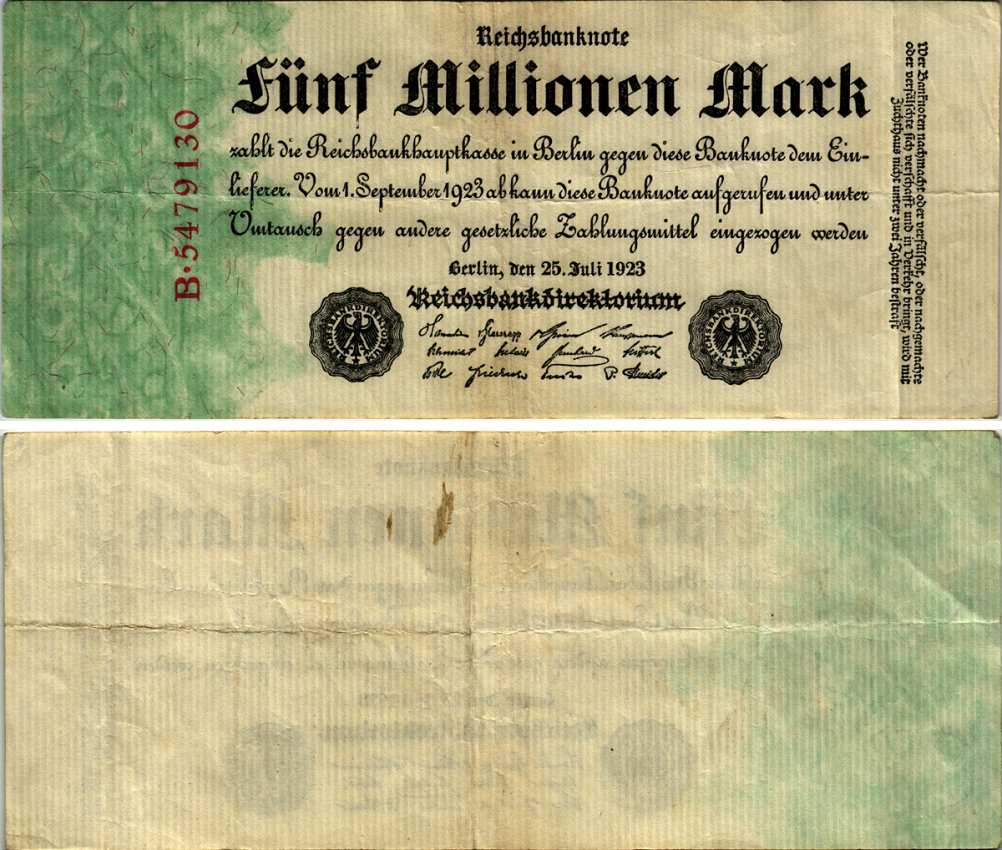 Reichsbanknote
Fünf Millionen Mark
zahlt die Reichsbankhauptkasse in Berlin gegen diese Banknote dem Ein-
lieferer. Vom 1. September 1923 ab kann diese Banknote aufgerufen und unter
Umtausch gegen andere gesetzliche Zahlungsmittel eingezogen werden
Berlin, den 25. Juli 1923
Reichsbankdirektorium
REICHSBANKDIREKTORIUM
REICHSBANKDIREKTORIUM
B·5479130
Wer Banknoten nachmacht oder verfälscht, oder nachgemachte
oder verfälschte sich verschafft und in Verkehr bringt, wird mit
Zuchthaus nicht unter zwei Jahren bestraft